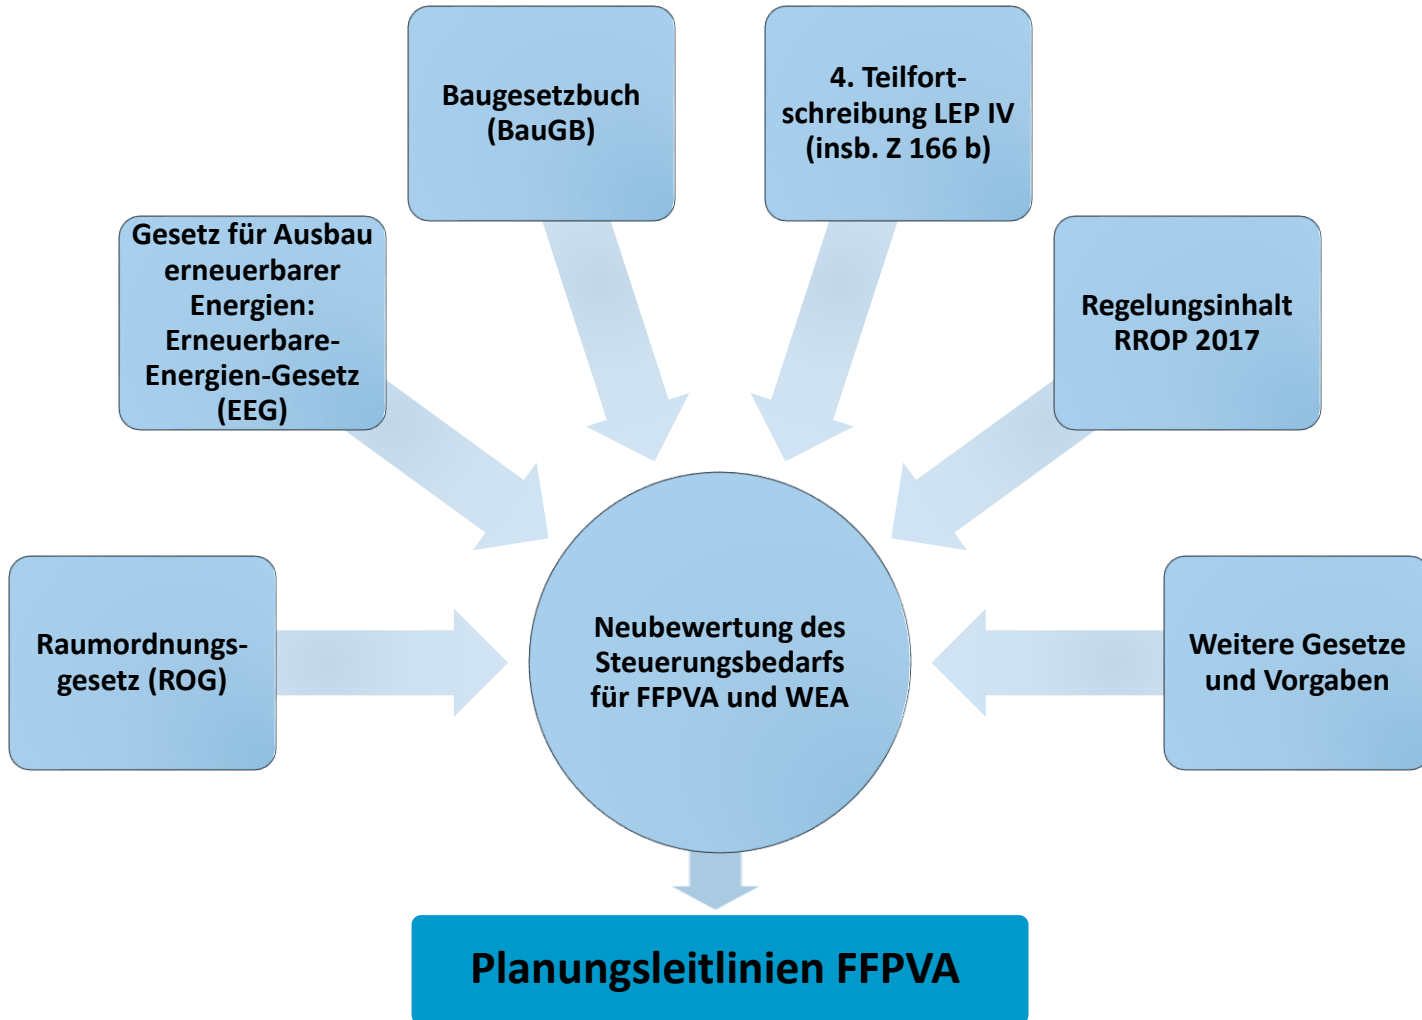 Baugesetzbuch
(BauGB)
4. Teilfort-
schreibung LEP IV
(insb. Z 166 b)
Gesetz für Ausbau
erneuerbarer
Energien:
Erneuerbare-
Energien-Gesetz
(EEG)
Regelungsinhalt
RROP 2017
Raumordnungs-
gesetz (ROG)
Neubewertung des
Steuerungsbedarfs
für FFPVA und WEA
Weitere Gesetze
und Vorgaben
Planungsleitlinien FFPVA